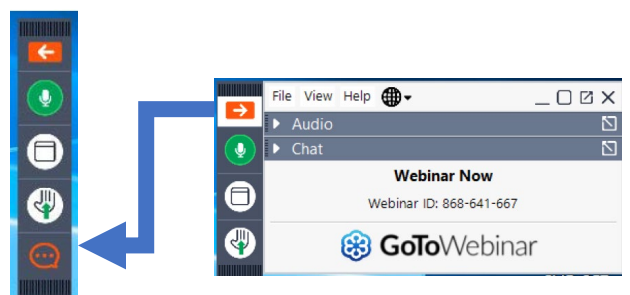 File View Help
Audio
Chat
Webinar Now
Webinar ID: 868-641-667
GoToWebinar